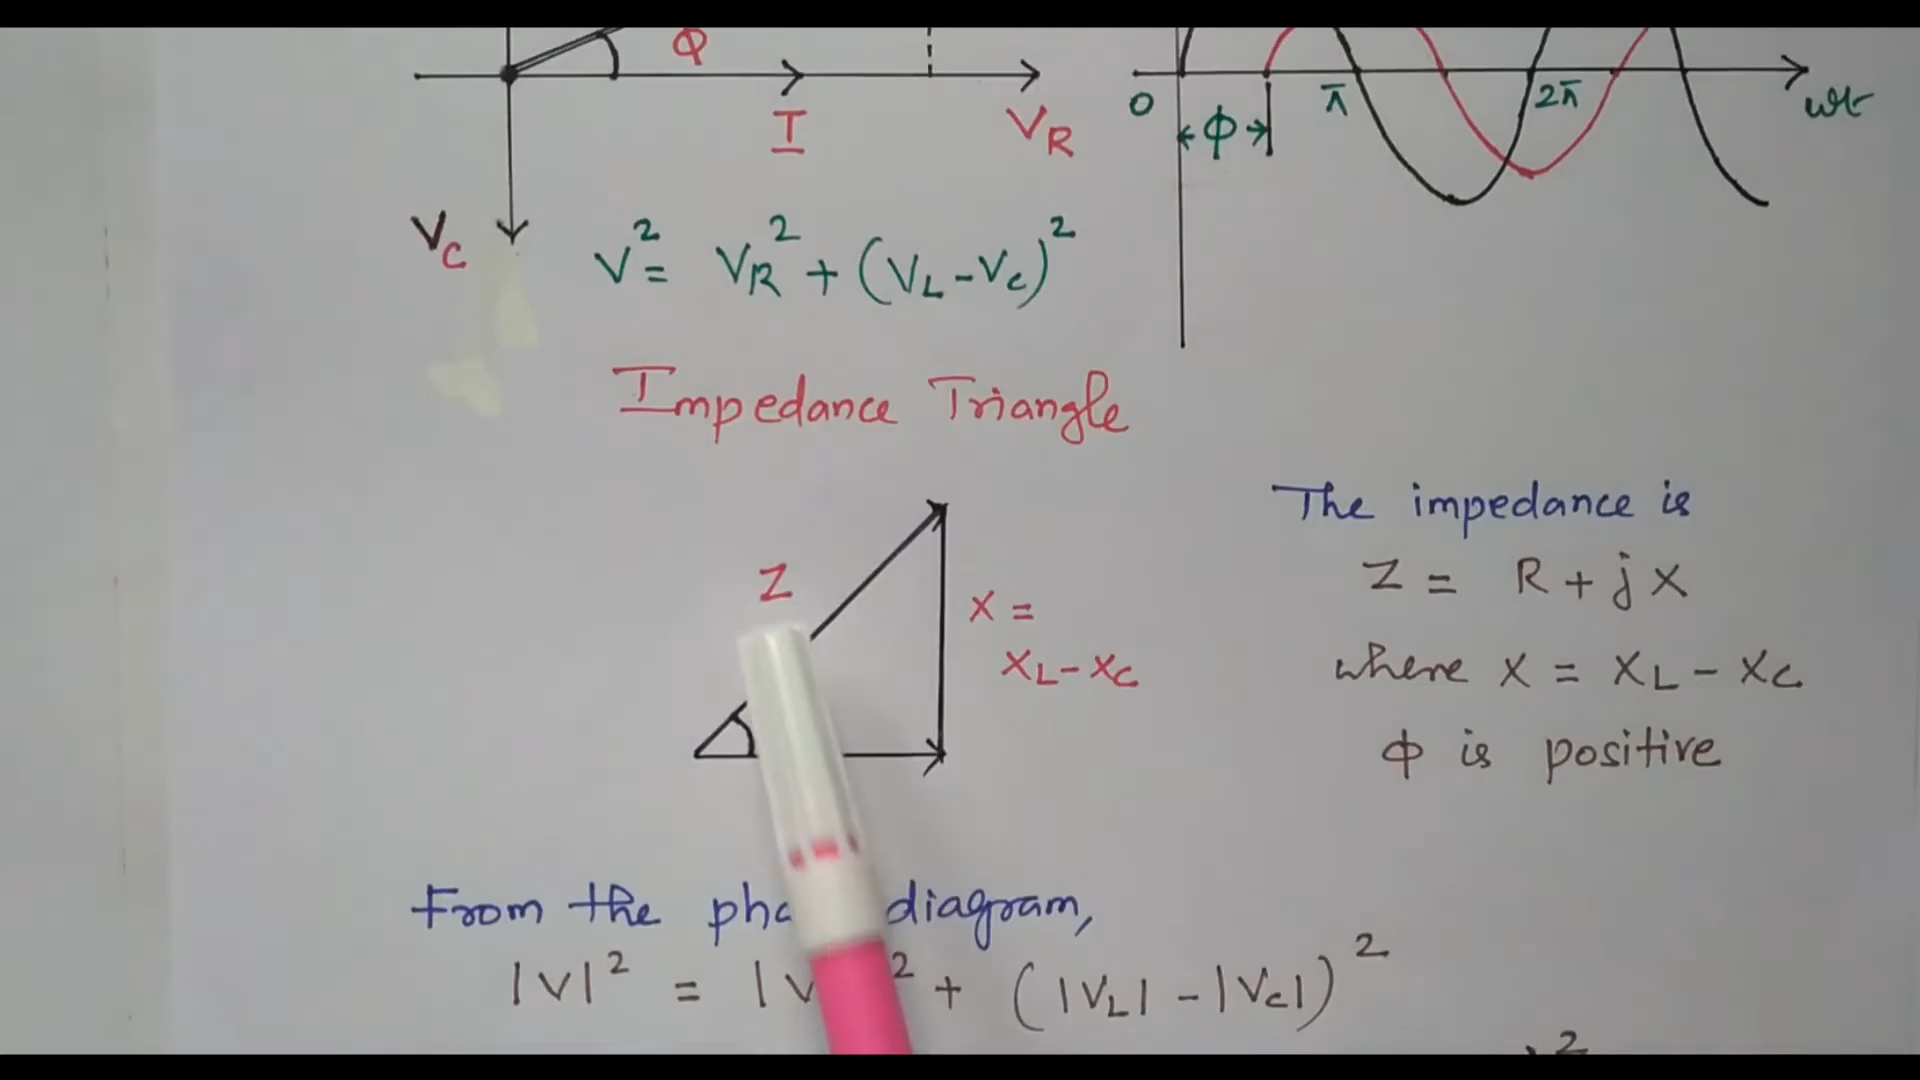 Φ
I
V_R
V_C
0
Φ
π
2π
ωt
V² = V_R² + (V_L - V_C)²
Impedance Triangle
Z
X =
X_L - X_C
The impedance is
Z = R + jX
where X = X_L - X_C
Φ is positive
From the diagram,
|V|² = |V ² + (|V_L| - |V_C|)²
2